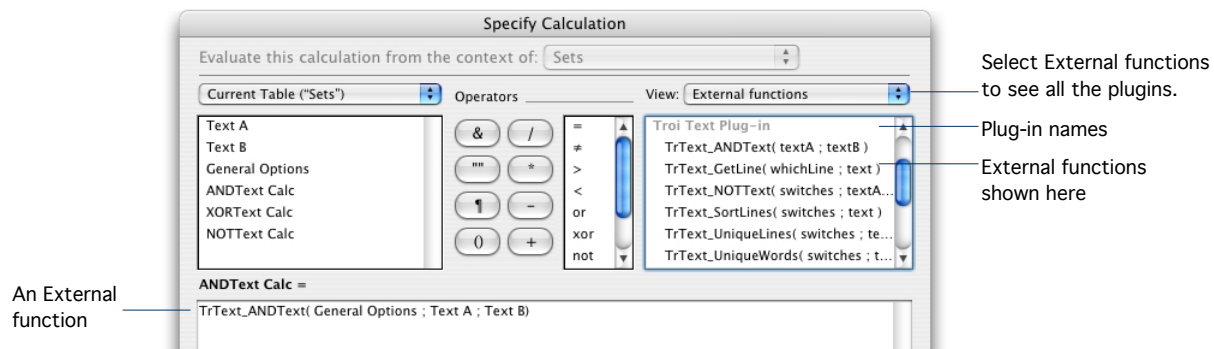 Specify Calculation
Evaluate this calculation from the context of: Sets
Current Table ("Sets")
Operators
View: External functions
Text A
Text B
General Options
ANDText Calc
XORText Calc
NOTText Calc
& /
"" *
¶ -
() +
=
≠
>
<
or
xor
not
Troi Text Plug-in
TrText_ANDText( textA ; textB )
TrText_GetLine( whichLine ; text )
TrText_NOTText( switches ; textA...
TrText_SortLines( switches ; text )
TrText_UniqueLines( switches ; te...
TrText_UniqueWords( switches ; t...
Select External functions
to see all the plugins.
Plug-in names
External functions
shown here
ANDText Calc =
An External
function
TrText_ANDText( General Options ; Text A ; Text B)